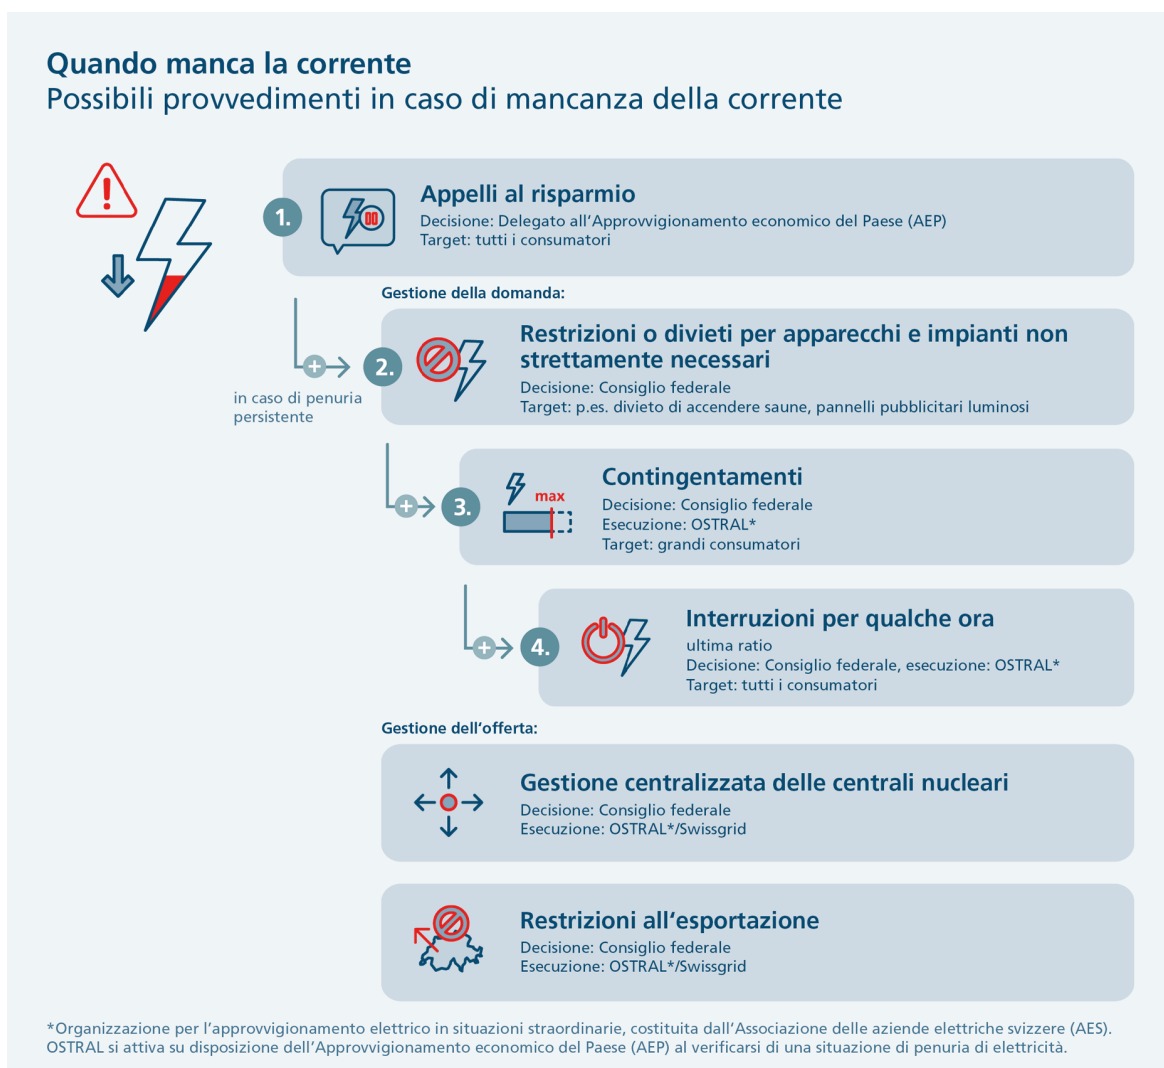 Quando manca la corrente
Possibili provvedimenti in caso di mancanza della corrente
1.
Appelli al risparmio
Decisione: Delegato all‘Approvvigionamento economico del Paese (AEP)
Target: tutti i consumatori
Gestione della domanda:
+
in caso di penuria
persistente
2.
Restrizioni o divieti per apparecchi e impianti non
strettamente necessari
Decisione: Consiglio federale
Target: p.es. divieto di accendere saune, pannelli pubblicitari luminosi
+
3.
max
Contingentamenti
Decisione: Consiglio federale
Esecuzione: OSTRAL*
Target: grandi consumatori
+
4.
Interruzioni per qualche ora
ultima ratio
Decisione: Consiglio federale, esecuzione: OSTRAL*
Target: tutti i consumatori
Gestione dell‘offerta:
Gestione centralizzata delle centrali nucleari
Decisione: Consiglio federale
Esecuzione: OSTRAL*/Swissgrid
Restrizioni all‘esportazione
Decisione: Consiglio federale
Esecuzione: OSTRAL*/Swissgrid
*Organizzazione per l’approvvigionamento elettrico in situazioni straordinarie, costituita dall‘Associazione delle aziende elettriche svizzere (AES).
OSTRAL si attiva su disposizione dell‘Approvvigionamento economico del Paese (AEP) al verificarsi di una situazione di penuria di elettricità.